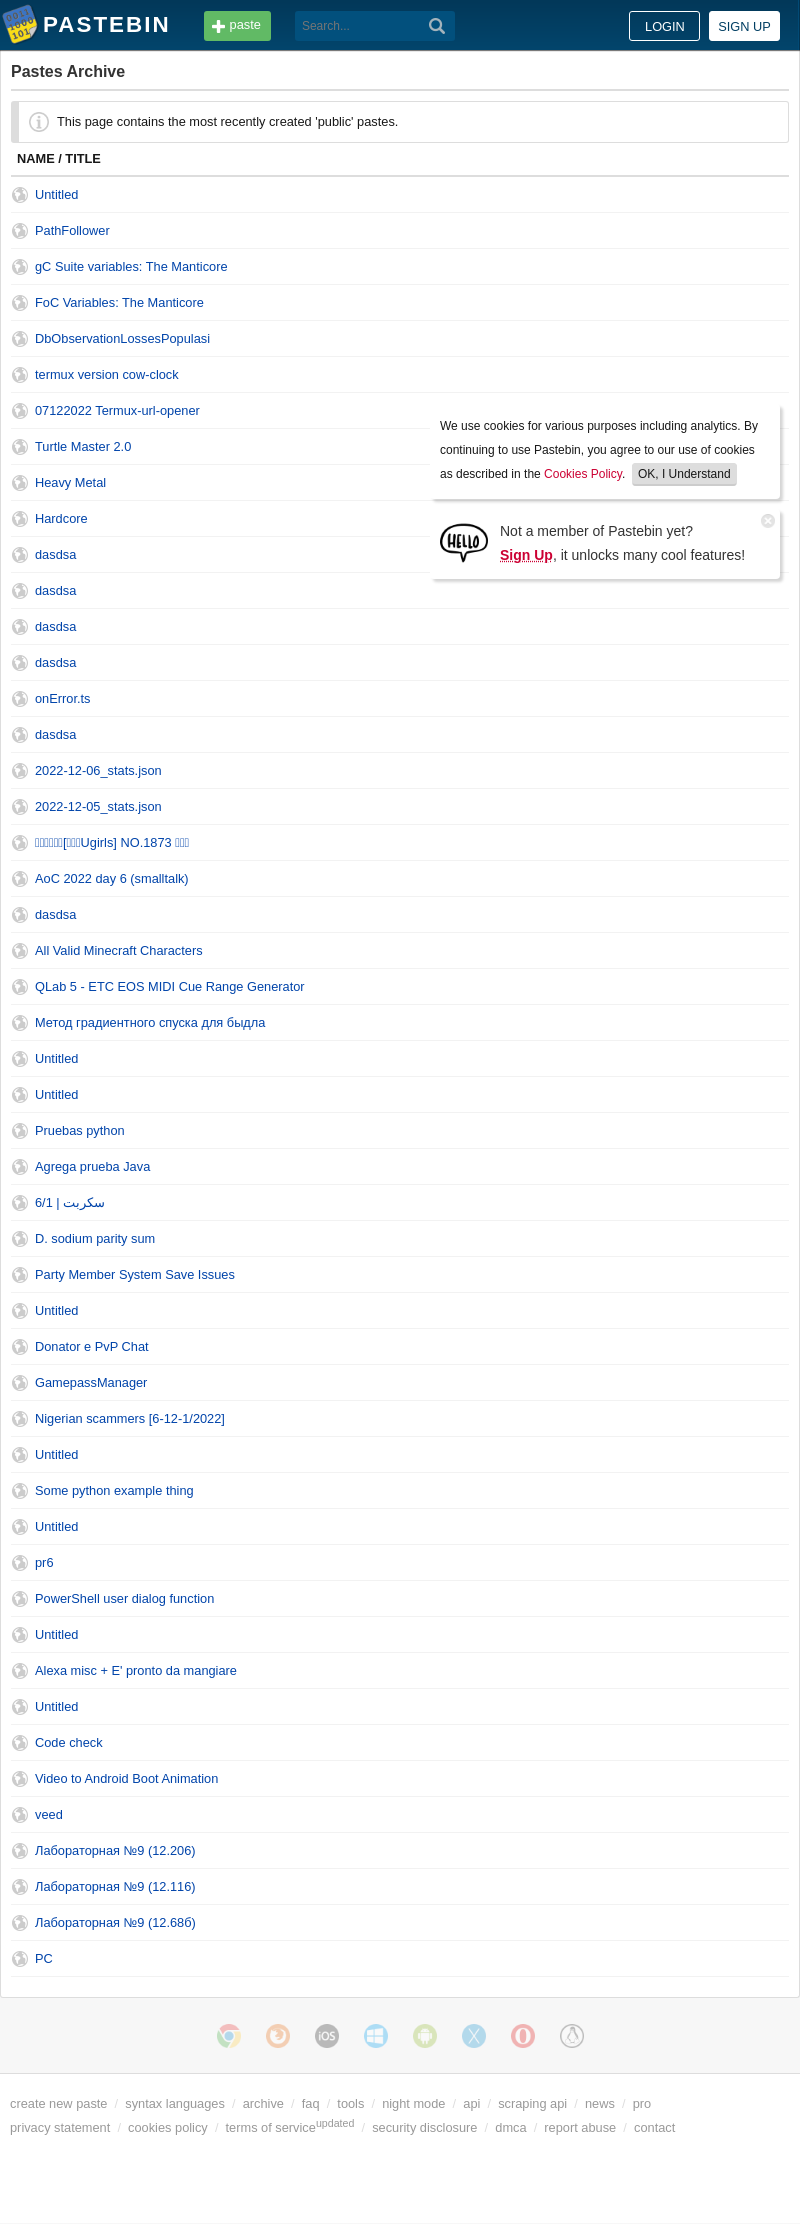 PASTEBIN
paste
Search...
LOGIN
SIGN UP
Pastes Archive
This page contains the most recently created 'public' pastes.
NAME / TITLE
Untitled
PathFollower
gC Suite variables: The Manticore
FoC Variables: The Manticore
DbObservationLossesPopulasi
termux version cow-clock
07122022 Termux-url-opener
Turtle Master 2.0
Heavy Metal
Hardcore
dasdsa
dasdsa
dasdsa
dasdsa
onError.ts
dasdsa
2022-12-06_stats.json
2022-12-05_stats.json
Ugirls] NO.1873
AoC 2022 day 6 (smalltalk)
dasdsa
All Valid Minecraft Characters
QLab 5 - ETC EOS MIDI Cue Range Generator
Метод градиентного спуска для быдла
Untitled
Untitled
Pruebas python
Agrega prueba Java
6/1 | سكربت
D. sodium parity sum
Party Member System Save Issues
Untitled
Donator e PvP Chat
GamepassManager
Nigerian scammers [6-12-1/2022]
Untitled
Some python example thing
Untitled
pr6
PowerShell user dialog function
Untitled
Alexa misc + E' pronto da mangiare
Untitled
Code check
Video to Android Boot Animation
veed
Лабораторная №9 (12.206)
Лабораторная №9 (12.116)
Лабораторная №9 (12.68б)
PC
We use cookies for various purposes including analytics. By
continuing to use Pastebin, you agree to our use of cookies
as described in the Cookies Policy. OK, I Understand
HELLO
Not a member of Pastebin yet?
Sign Up, it unlocks many cool features!
iOS
create new paste / syntax languages / archive / faq / tools / night mode / api / scraping api / news / pro
privacy statement / cookies policy / terms of service updated / security disclosure / dmca / report abuse / contact